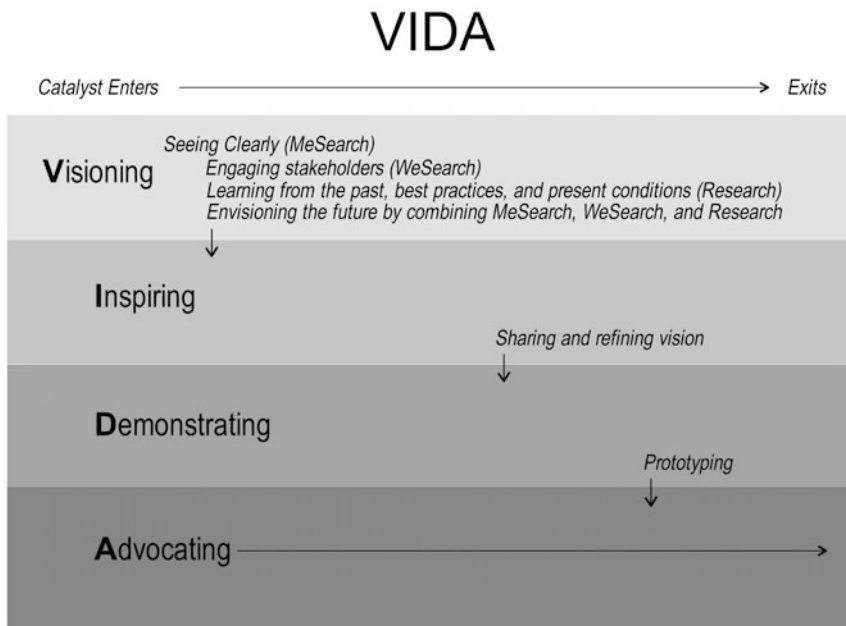 VIDA
Catalyst Enters
Exits
Visioning
Seeing Clearly (MeSearch)
Engaging stakeholders (WeSearch)
Learning from the past, best practices, and present conditions (Research)
Envisioning the future by combining MeSearch, WeSearch, and Research
Inspiring
Sharing and refining vision
Demonstrating
Prototyping
Advocating